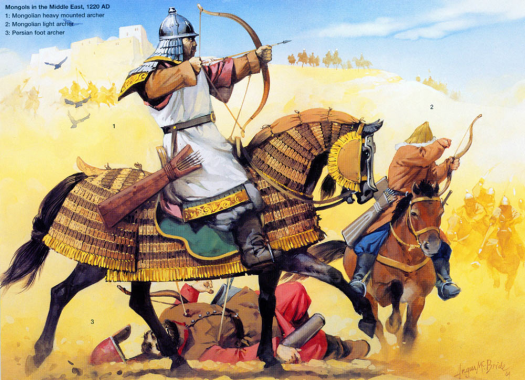 Mongols in the Middle East, 1220 AD
1: Mongolian heavy mounted archer
2: Mongolian light archer
3: Persian foot archer
2
1
3
Angus McBride